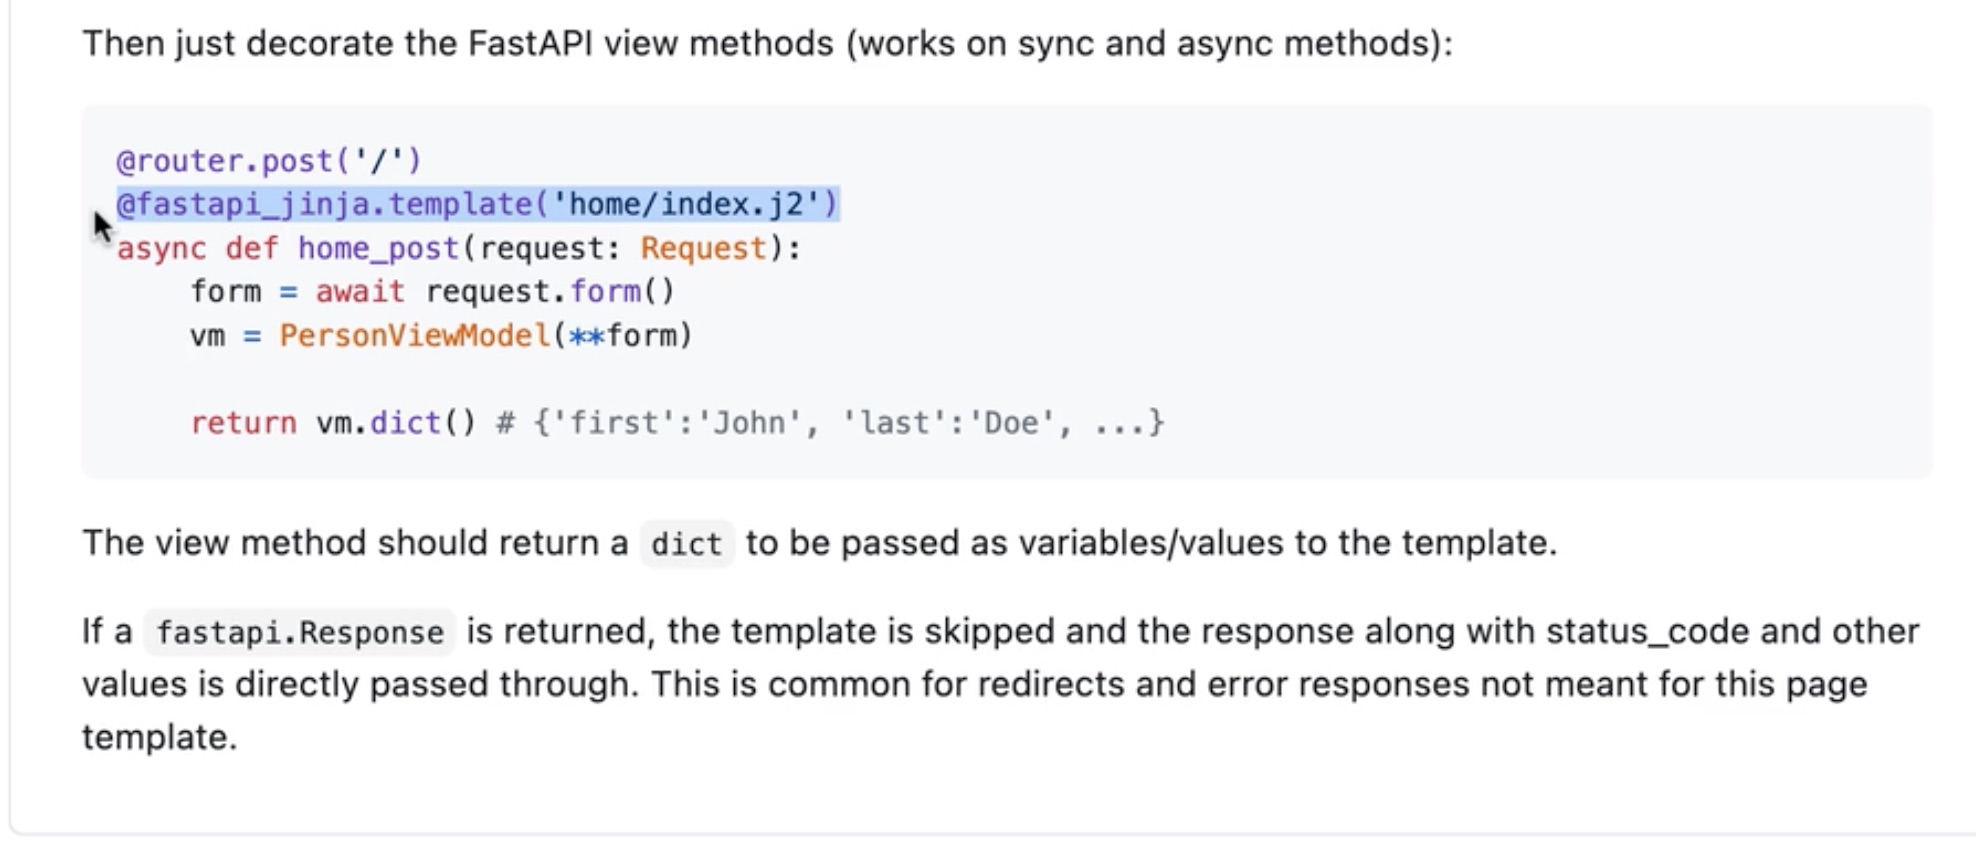 Then just decorate the FastAPI view methods (works on sync and async methods):
@router.post('/')
@fastapi_jinja.template('home/index.j2')
async def home_post(request: Request):
    form = await request.form()
    vm = PersonViewModel(**form)
    return vm.dict() # {'first':'John', 'last':'Doe', ...}
The view method should return a dict to be passed as variables/values to the template.
If a fastapi.Response is returned, the template is skipped and the response along with status_code and other
values is directly passed through. This is common for redirects and error responses not meant for this page
template.